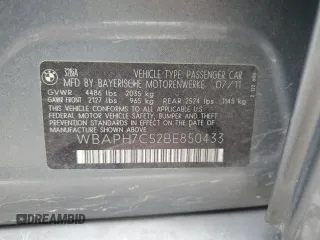 328iA VEHICLE TYPE PASSENGER CAR
MFD BY BAYERISCHE MOTORENWERKE 07/11
GVWR 4486 lbs 2035 kg
GAWR FRONT 2127 lbs 965 kg REAR 2524 lbs 1145 kg
THIS VEHICLE CONFORMS TO ALL APPLICABLE
FEDERAL MOTOR VEHICLE SAFETY,
BUMPER AND THEFT PREVENTION STANDARDS
IN EFFECT ON THE DATE OF
MANUFACTURE SHOWN ABOVE.
WBAPH7C52BE850433
DREAMBID